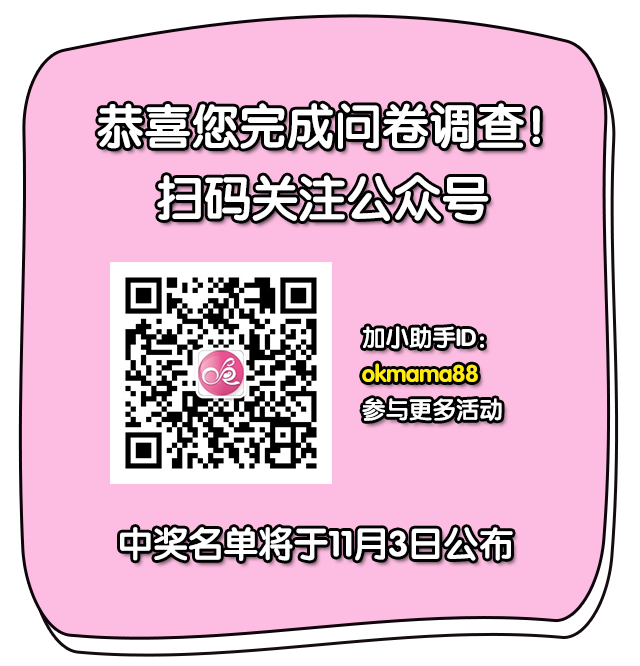 恭喜您完成问卷调查！
扫码关注公众号
加小助手ID：
okmama88
参与更多活动
中奖名单将于11月3日公布